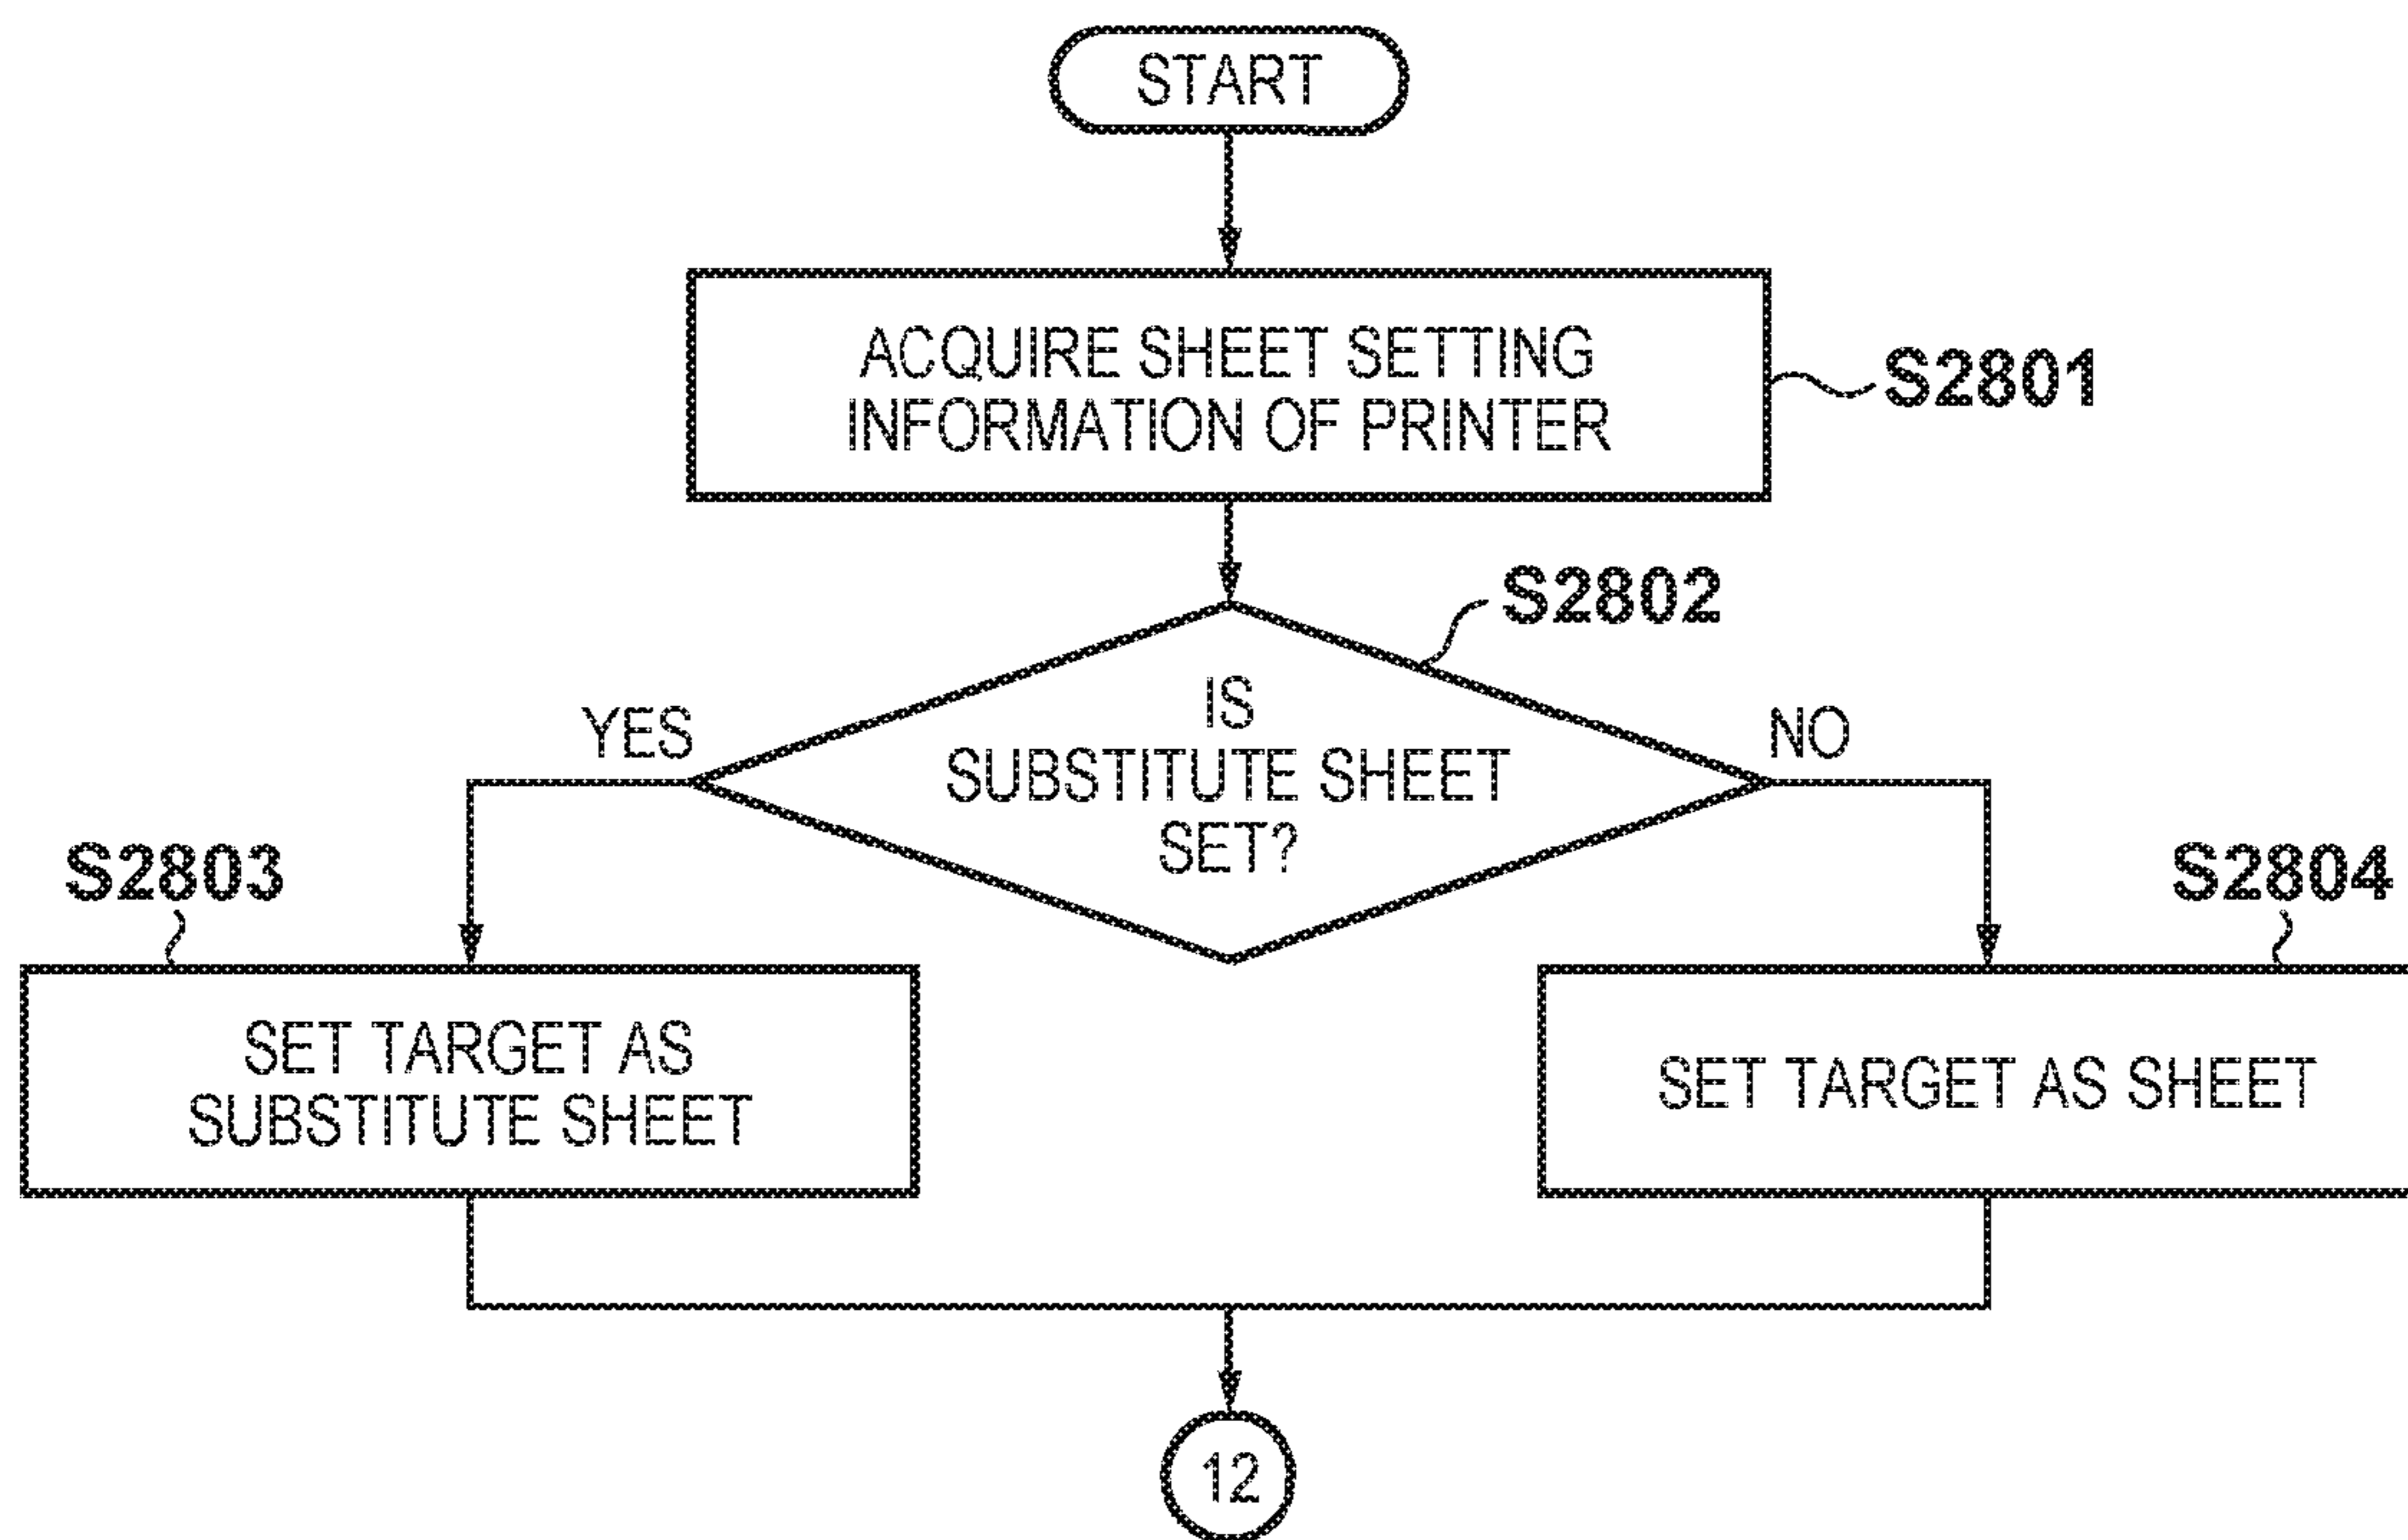 START
ACQUIRE SHEET SETTING
INFORMATION OF PRINTER
S2801
S2802
IS
SUBSTITUTE SHEET
SET?
YES
NO
S2803
S2804
SET TARGET AS
SUBSTITUTE SHEET
SET TARGET AS SHEET
12